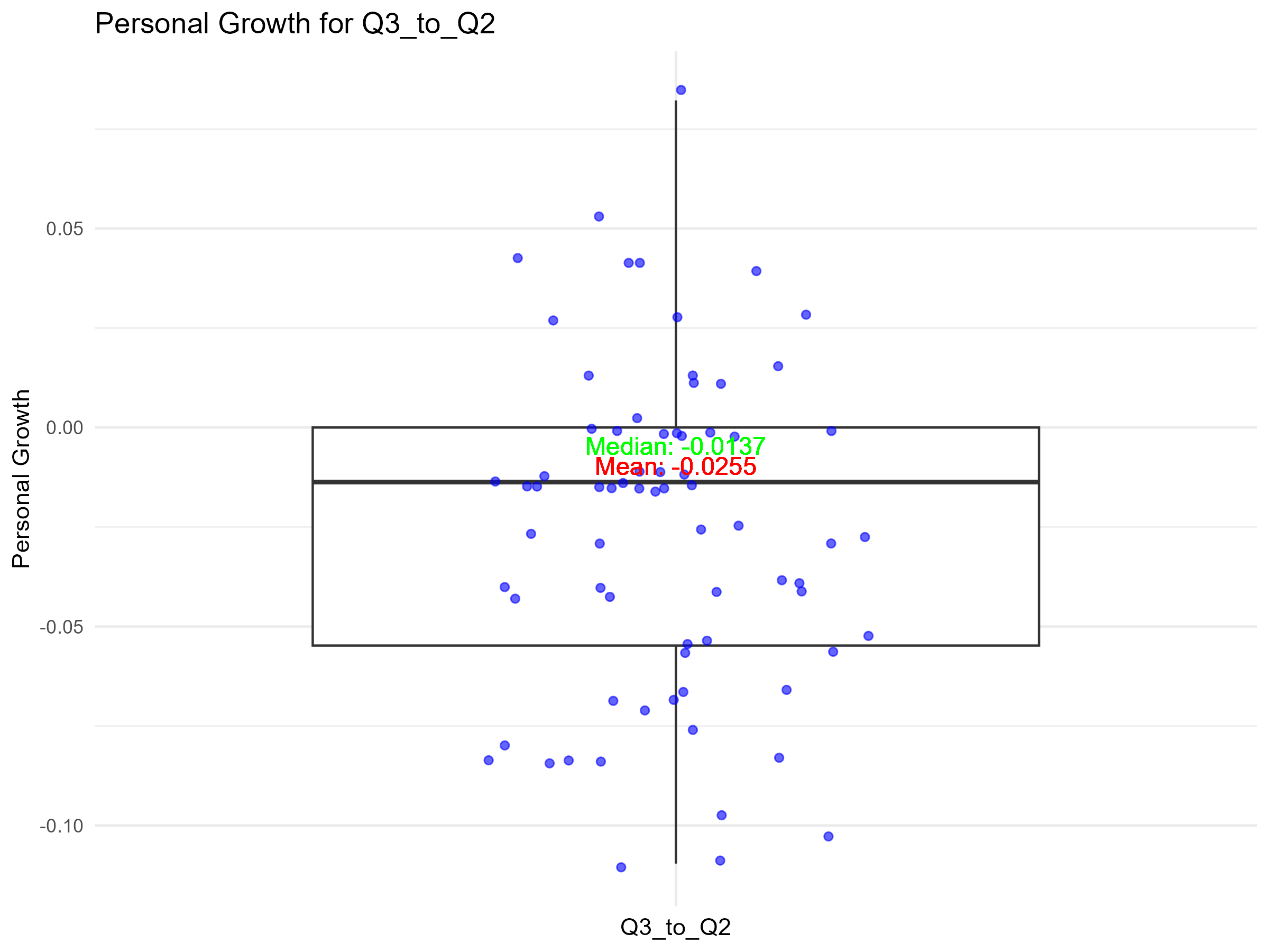 Personal Growth for Q3_to_Q2
Personal Growth
0.05
0.00
-0.05
-0.10
Median: -0.0137
Mean: -0.0255
Q3_to_Q2